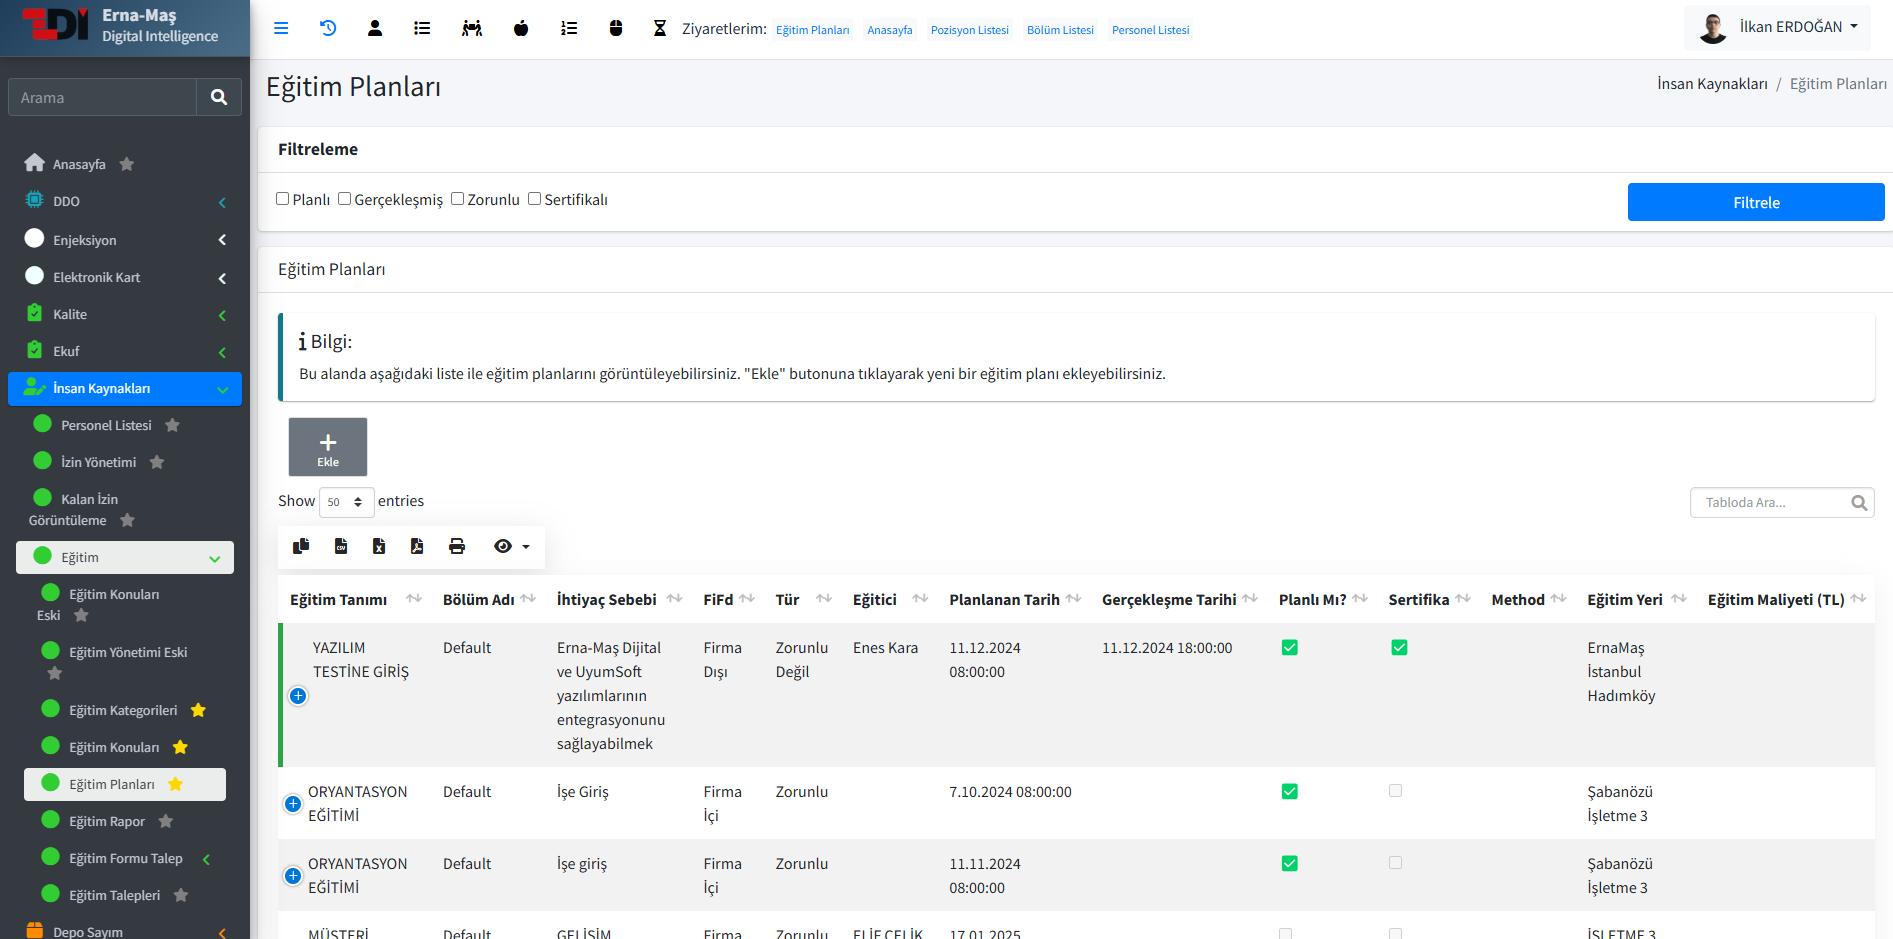 Erna-Maş
Digital Intelligence
Arama
Anasayfa
DDO
Enjeksiyon
Elektronik Kart
Kalite
Ekuf
İnsan Kaynakları
Personel Listesi
İzin Yönetimi
Kalan İzin
Görüntüleme
Eğitim
Eğitim Konuları
Eski
Eğitim Yönetimi Eski
Eğitim Kategorileri
Eğitim Konuları
Eğitim Planları
Eğitim Rapor
Eğitim Formu Talep
Eğitim Talepleri
Depo Sayım
Ziyaretlerim: Eğitim Planları Anasayfa Pozisyon Listesi Bölüm Listesi Personel Listesi
İlkan ERDOĞAN
Eğitim Planları
İnsan Kaynakları / Eğitim Planları
Filtreleme
Planlı Gerçekleşmiş Zorunlu Sertifikalı
Filtrele
Eğitim Planları
Bilgi:
Bu alanda aşağıdaki liste ile eğitim planlarını görüntüleyebilirsiniz. "Ekle" butonuna tıklayarak yeni bir eğitim planı ekleyebilirsiniz.
Ekle
Show 50 entries
Tabloda Ara...
Eğitim Tanımı Bölüm Adı İhtiyaç Sebebi FiFd Tür Eğitici Planlanan Tarih Gerçekleşme Tarihi Planlı Mı? Sertifika Method Eğitim Yeri Eğitim Maliyeti (TL)
YAZILIM Default Erna-Maş Dijital Firma Zorunlu Enes Kara 11.12.2024 11.12.2024 18:00:00 ErnaMaş
TESTİNE GİRİŞ ve UyumSoft Dışı Değil 08:00:00 İstanbul
yazılımlarının Hadımköy
entegrasyonunu
sağlayabilmek
ORYANTASYON Default İşe Giriş Firma Zorunlu 7.10.2024 08:00:00 Şabanözü
EĞİTİMİ İçi İşletme 3
ORYANTASYON Default İşe giriş Firma Zorunlu 11.11.2024 Şabanözü
EĞİTİMİ İçi 08:00:00 İşletme 3
MÜŞTERİ Default GELİŞİM Firma Zorunlu ELİF ÇELİK 17.01.2025 İŞLETME 3